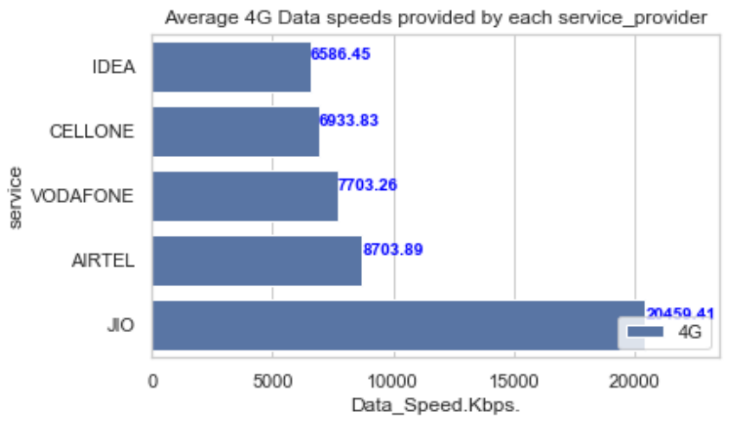 Average 4G Data speeds provided by each service_provider
IDEA
6586.45
CELLONE
6933.83
VODAFONE
7703.26
AIRTEL
8703.89
JIO
20459.41
4G
service
0 5000 10000 15000 20000
Data_Speed.Kbps.